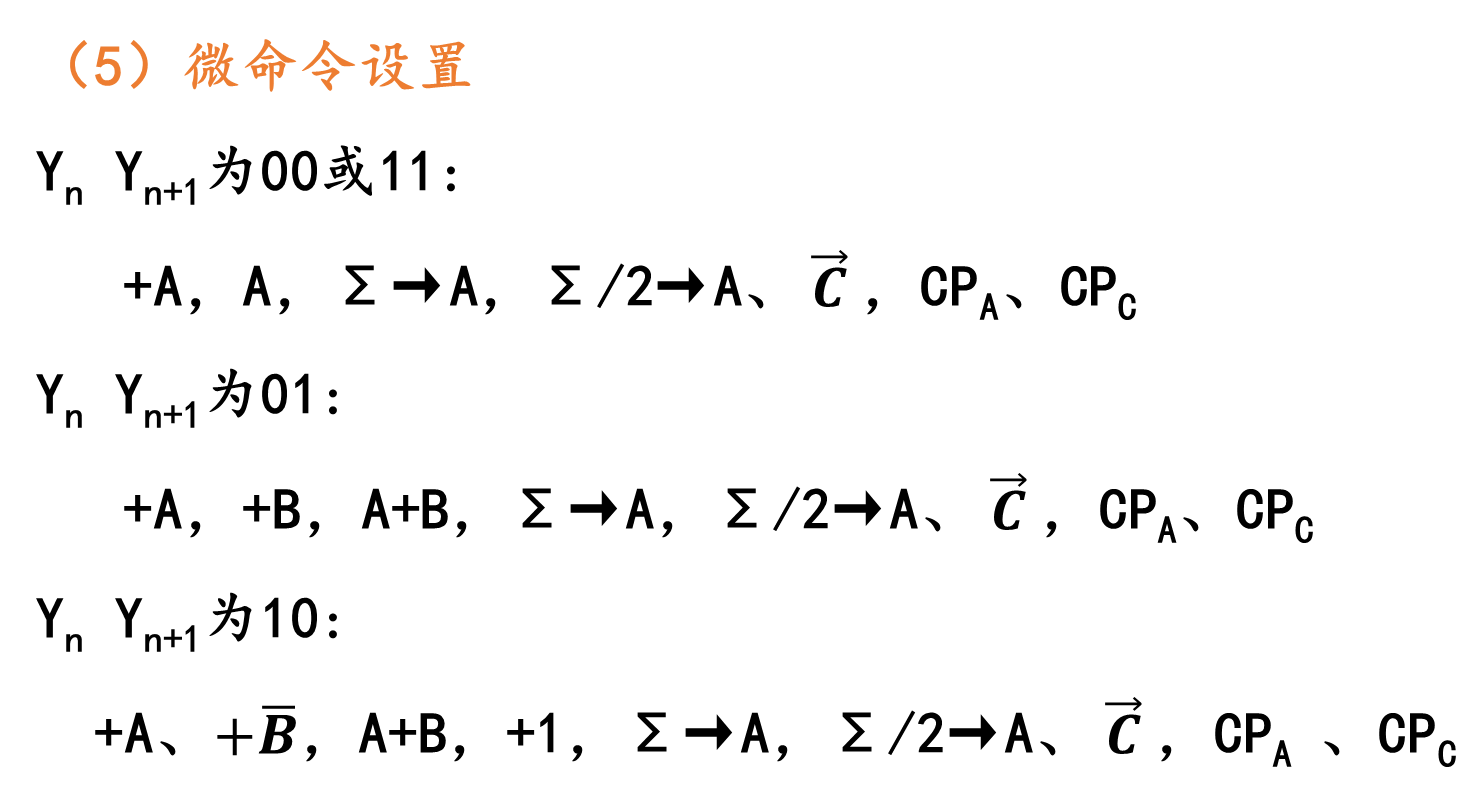 （5）微命令设置
Yn Yn+1为00或11：
+A，A，Σ→A，Σ/2→A、C⃗，CPA、CPC
Yn Yn+1为01：
+A，+B，A+B，Σ→A，Σ/2→A、C⃗，CPA、CPC
Yn Yn+1为10：
+A、+B̅，A+B，+1，Σ→A，Σ/2→A、C⃗，CPA 、CPC